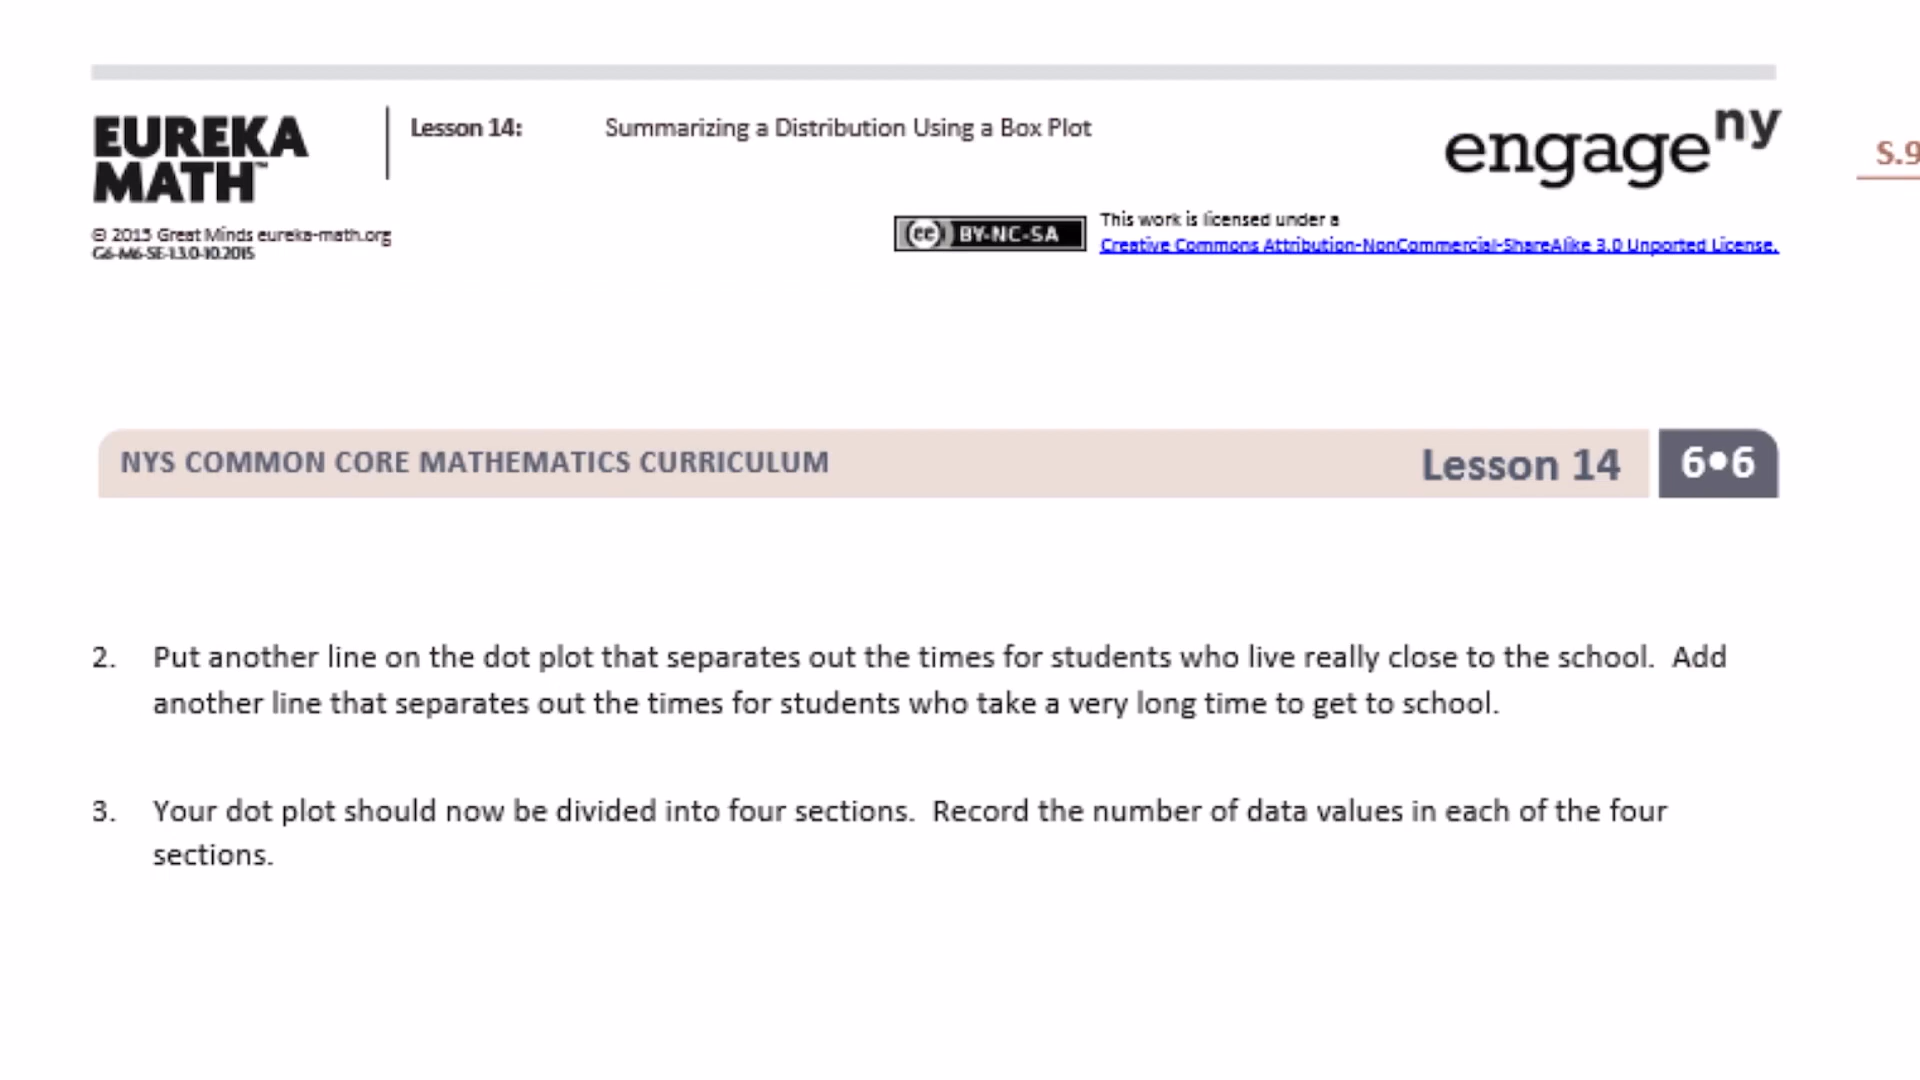 EUREKA
MATH™
Lesson 14: Summarizing a Distribution Using a Box Plot
engageny
S.9
© 2015 Great Minds eureka-math.org
G6-M6-SE-1.3.0-10.2015
cc BY-NC-SA
This work is licensed under a
Creative Commons Attribution-NonCommercial-ShareAlike 3.0 Unported License.
NYS COMMON CORE MATHEMATICS CURRICULUM
Lesson 14
6•6
2. Put another line on the dot plot that separates out the times for students who live really close to the school. Add
another line that separates out the times for students who take a very long time to get to school.
3. Your dot plot should now be divided into four sections. Record the number of data values in each of the four
sections.